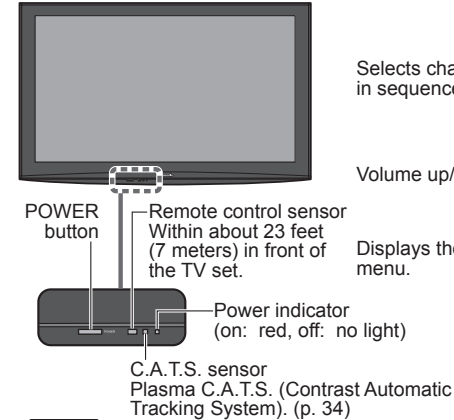 Selects cha
in sequence
Volume up/
POWER
button
Remote control sensor
Within about 23 feet
(7 meters) in front of
the TV set.
Displays the
menu.
POWER
Power indicator
(on: red, off: no light)
C.A.T.S. sensor
Plasma C.A.T.S. (Contrast Automatic
Tracking System). (p. 34)